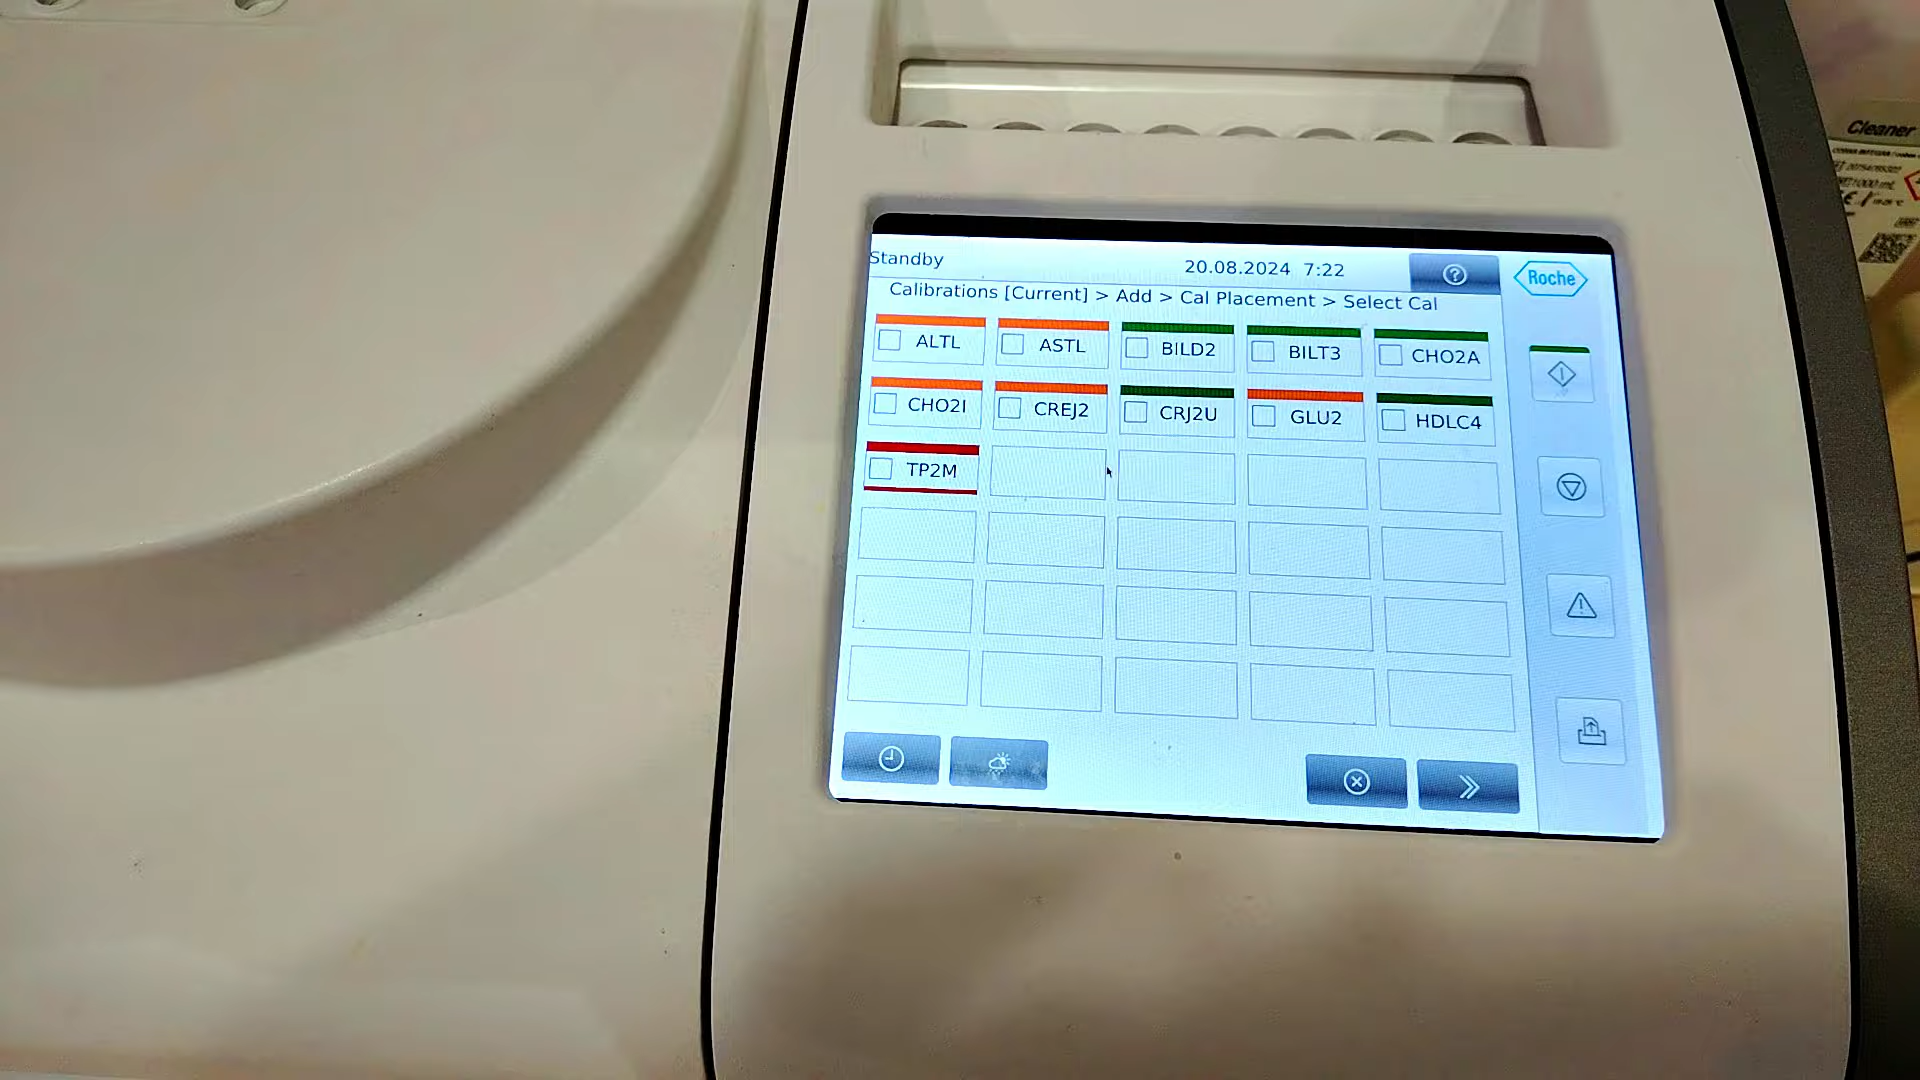 Cleaner
Standby
20.08.2024 7:22
Roche
Calibrations [Current] > Add > Cal Placement > Select Cal
ALTL
ASTL
BILD2
BILT3
CHO2A
CHO2I
CREJ2
CRJ2U
GLU2
HDLC4
TP2M